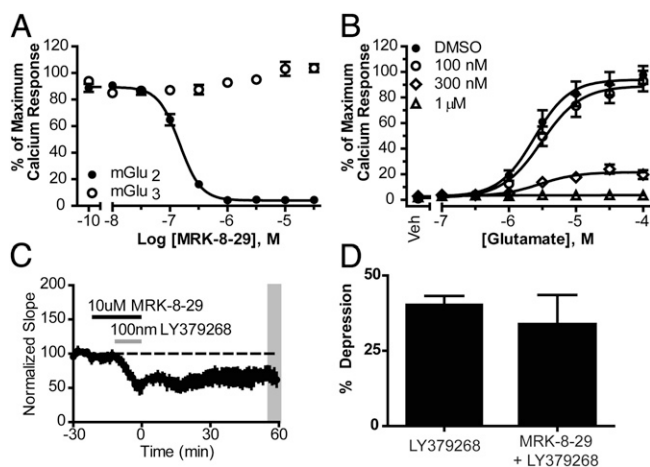 A
% of Maximum
Calcium Response
120
100
80
60
40
20
0
mGlu 2
mGlu 3
-10 -8 -7 -6 -5
Log [MRK-8-29], M
B
% of Maximum
Calcium Response
120
100
80
60
40
20
0
DMSO
100 nM
300 nM
1 μM
Veh -7 -6 -5 -4
[Glutamate], M
C
Normalized Slope
200
150
100
50
0
10uM MRK-8-29
100nm LY379268
-30 0 30 60
Time (min)
D
% Depression
50
25
0
LY379268
MRK-8-29
+ LY379268